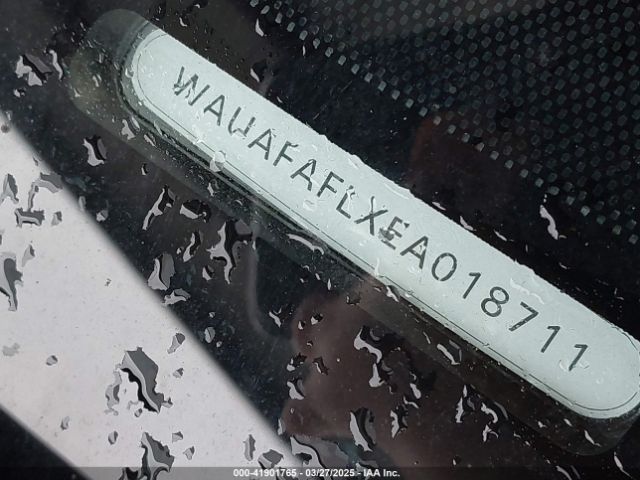 WAUAFAFLXEA018711
000-41901765 - 03/27/2025 - IAA Inc.